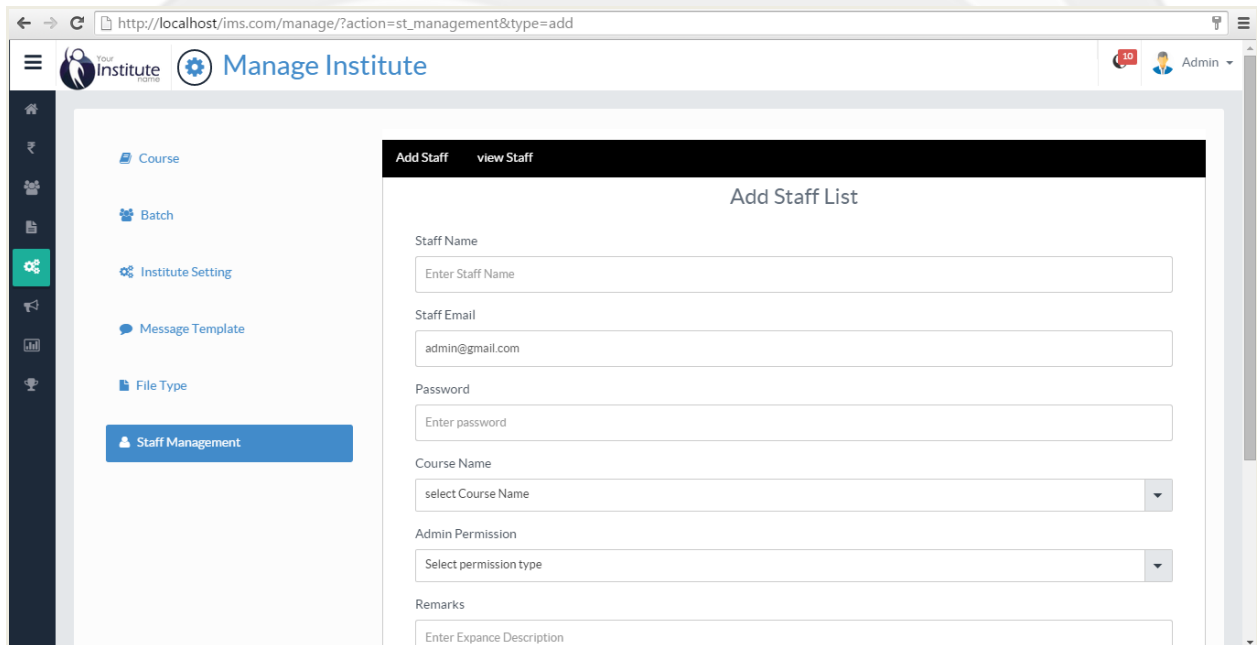 http://localhost/ims.com/manage/?action=st_management&type=add
Your
Institute
name
Manage Institute
10
Admin
Course
Batch
Institute Setting
Message Template
File Type
Staff Management
Add Staff view Staff
Add Staff List
Staff Name
Enter Staff Name
Staff Email
admin@gmail.com
Password
Enter password
Course Name
select Course Name
Admin Permission
Select permission type
Remarks
Enter Expance Description